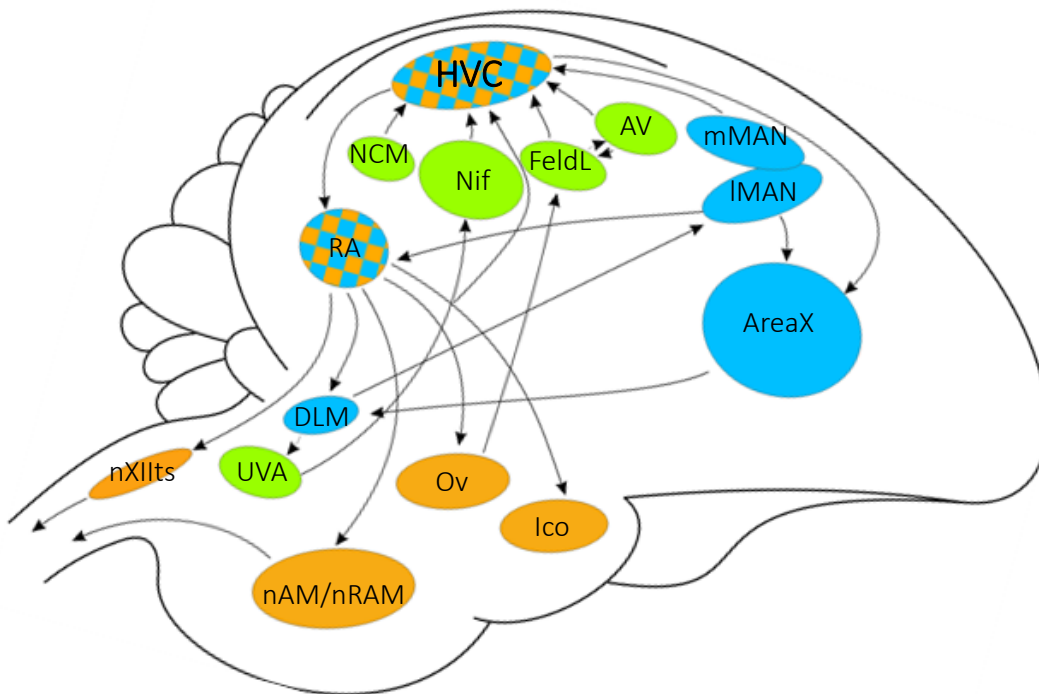 HVC
AV
NCM
FeldL
mMAN
Nif
lMAN
RA
AreaX
DLM
nXIIts
UVA
Ov
Ico
nAM/nRAM